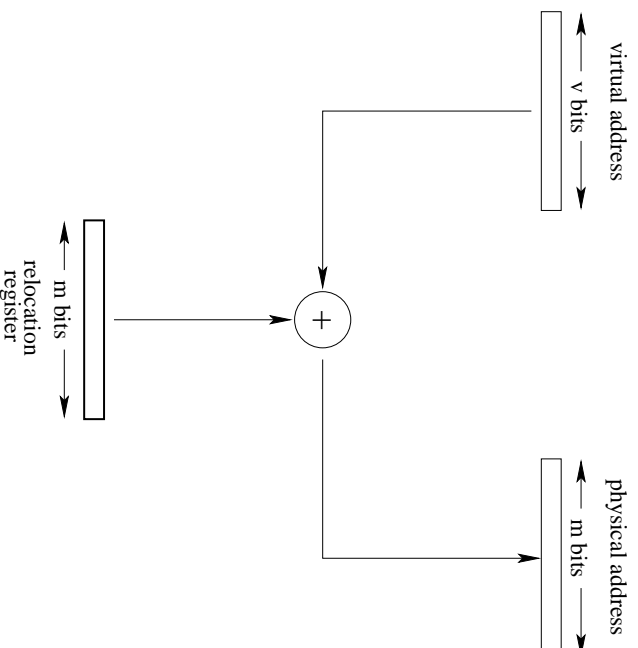 virtual address
v bits
+
m bits
relocation
register
physical address
m bits